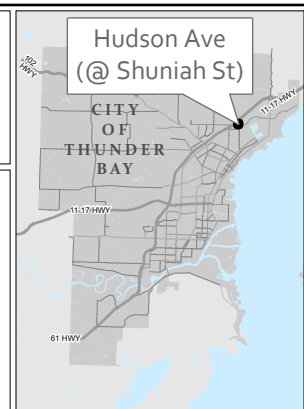 Hudson Ave
(@ Shuniah St)
102
HWY
11-17 HWY
CITY
OF
THUNDER
BAY
11-17 HWY
61 HWY